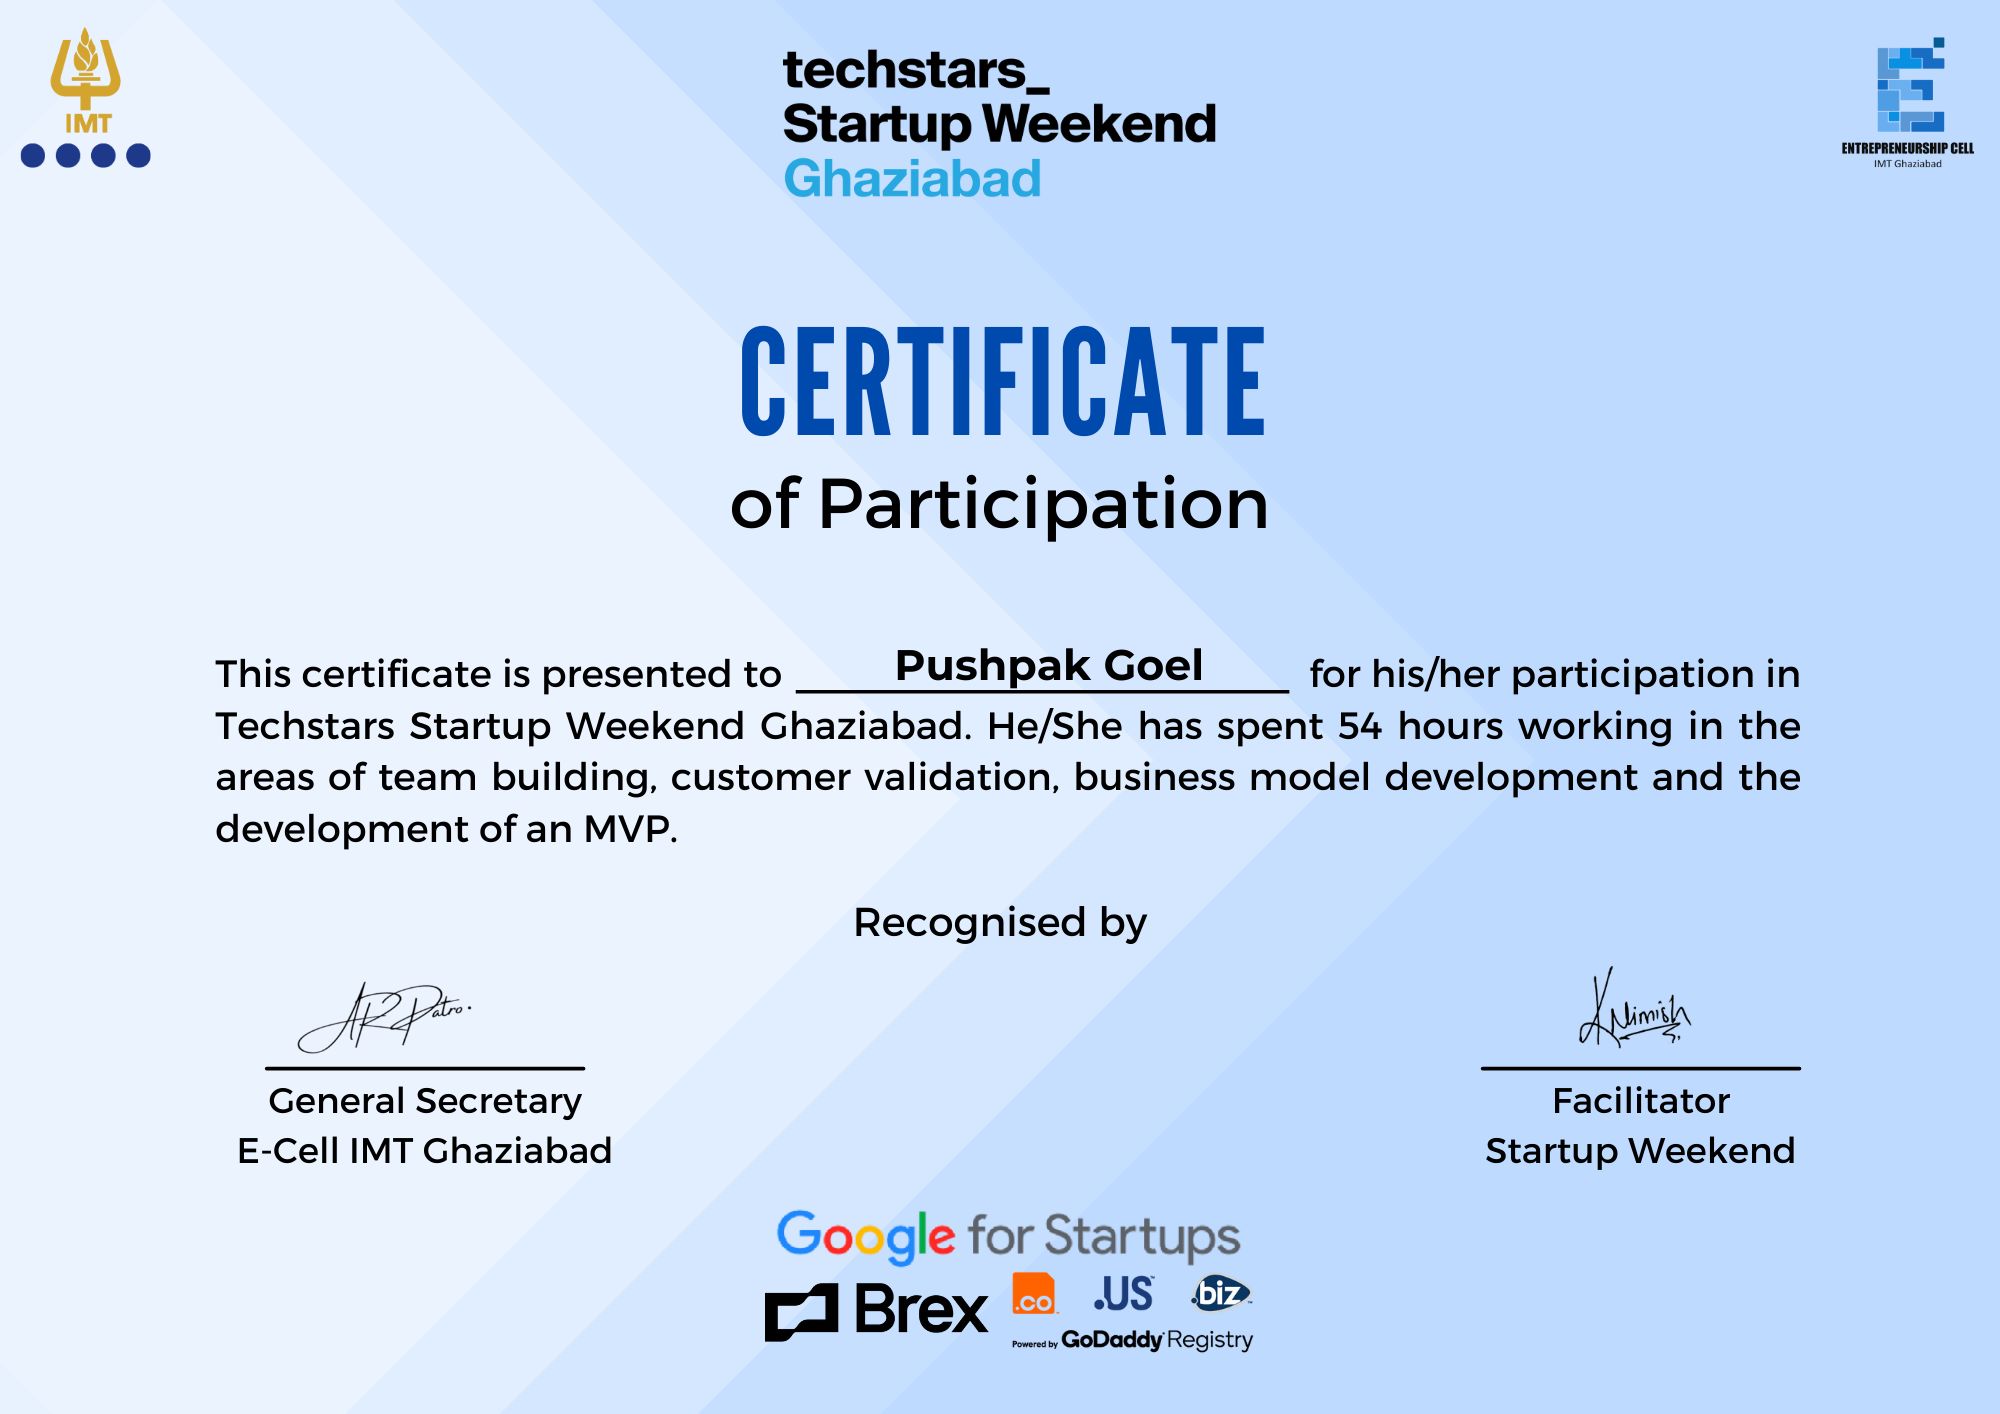 IMT
techstars_
Startup Weekend
Ghaziabad
ENTREPRENEURSHIP CELL
IMT Ghaziabad
CERTIFICATE
of Participation
This certificate is presented to Pushpak Goel for his/her participation in
Techstars Startup Weekend Ghaziabad. He/She has spent 54 hours working in the
areas of team building, customer validation, business model development and the
development of an MVP.
Recognised by
AR Patro.
K Nimish
General Secretary
E-Cell IMT Ghaziabad
Facilitator
Startup Weekend
Google for Startups
Brex
.co .US™ .biz™
Powered by GoDaddy Registry